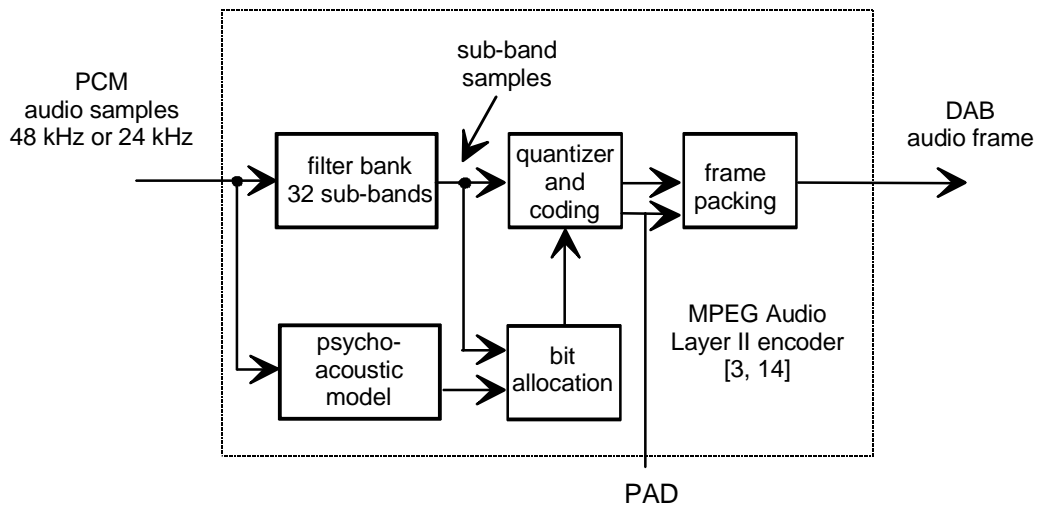 sub-band
samples
PCM
audio samples
48 kHz or 24 kHz
DAB
audio frame
filter bank
32 sub-bands
quantizer
and
coding
frame
packing
psycho-
acoustic
model
bit
allocation
MPEG Audio
Layer II encoder
[3, 14]
PAD